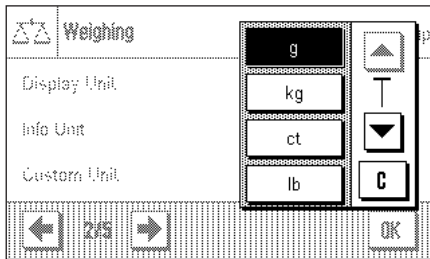 Weighing
Display Unit
Info Unit
Custom Unit
g
kg
ct
lb
C
2/5
OK